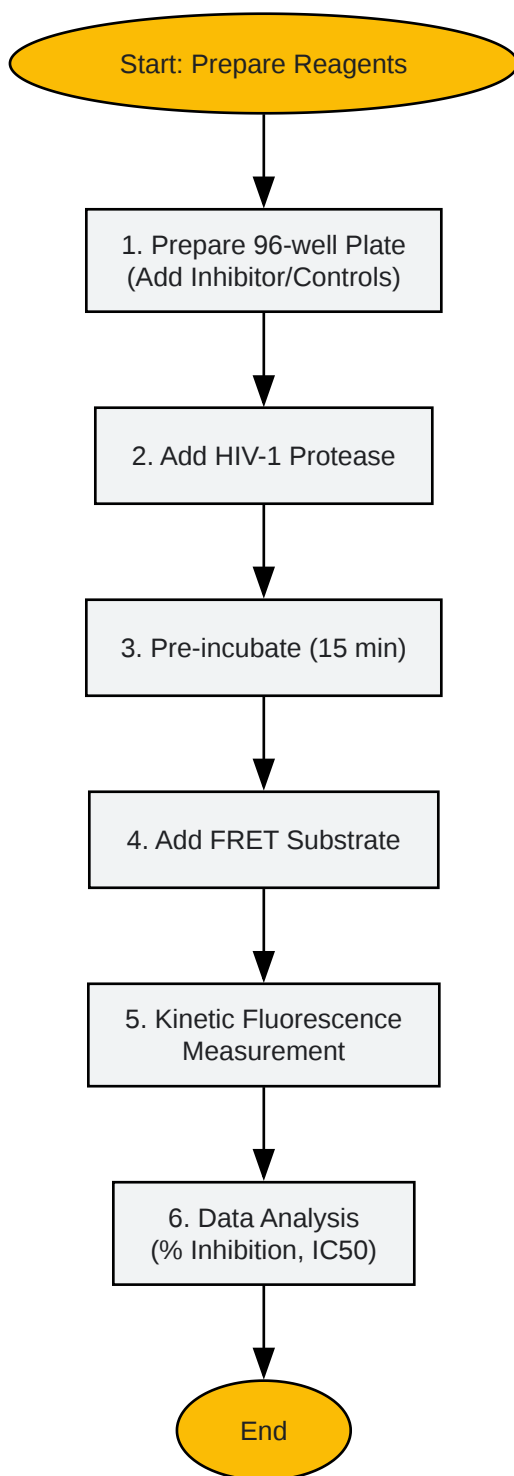 Start: Prepare Reagents
1. Prepare 96-well Plate
(Add Inhibitor/Controls)
2. Add HIV-1 Protease
3. Pre-incubate (15 min)
4. Add FRET Substrate
5. Kinetic Fluorescence
Measurement
6. Data Analysis
(% Inhibition, IC50)
End